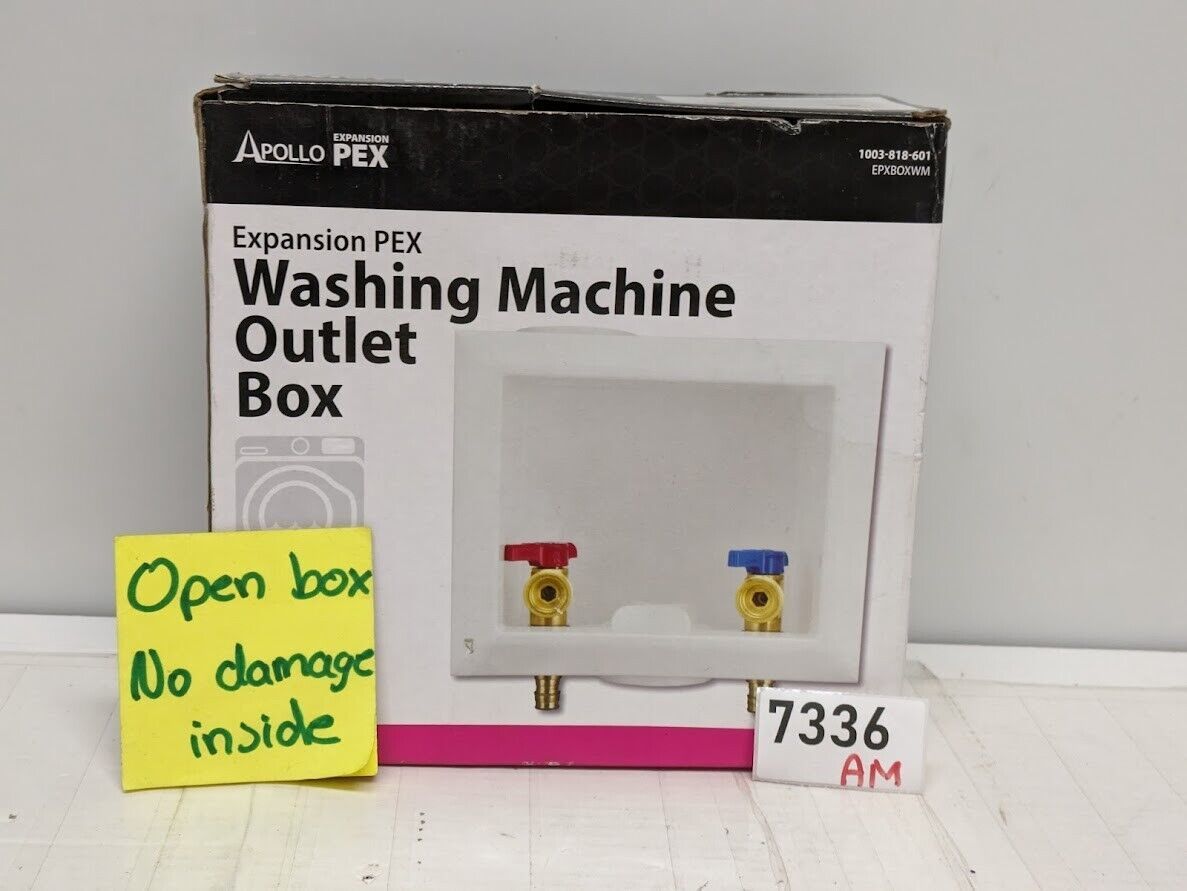 APOLLO EXPANSION PEX
1003-818-601
EPXBOXWM
Expansion PEX
Washing Machine
Outlet
Box
Open box
No damage
inside
7336
AM